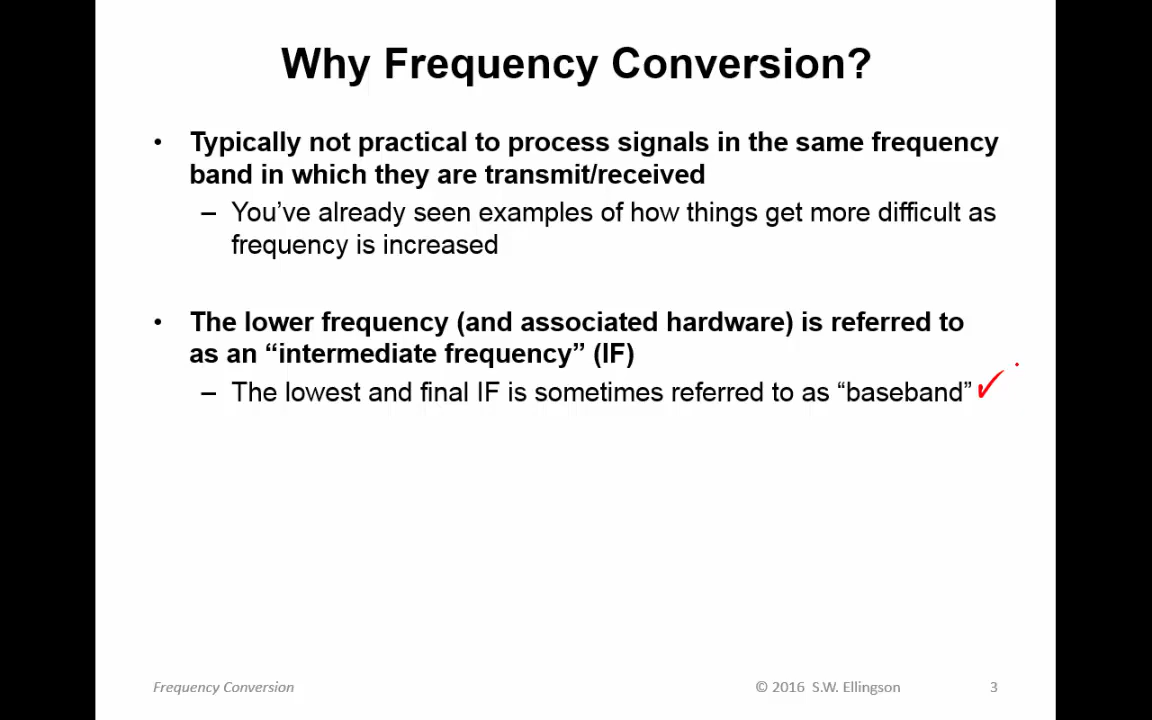 Why Frequency Conversion?
• Typically not practical to process signals in the same frequency
band in which they are transmit/received
– You’ve already seen examples of how things get more difficult as
frequency is increased
• The lower frequency (and associated hardware) is referred to
as an “intermediate frequency” (IF)
– The lowest and final IF is sometimes referred to as “baseband”
Frequency Conversion © 2016 S.W. Ellingson 3